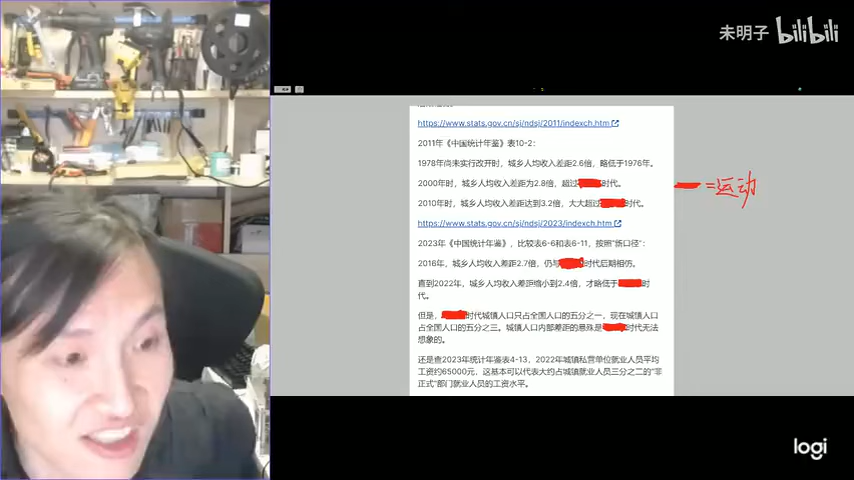 未明子 bilibili
https://www.stats.gov.cn/sj/ndsj/2011/indexch.htm
2011年《中国统计年鉴》表10-2：
1978年尚未实行改开时，城乡人均收入差距2.6倍，略低于1976年。
2000年时，城乡人均收入差距为2.8倍，超过时代。
=运动
2010年时，城乡人均收入差距达到3.2倍，大大超过时代。
https://www.stats.gov.cn/sj/ndsj/2023/indexch.htm
2023年《中国统计年鉴》，比较表6-6和表6-11，按照“新口径”：
2016年，城乡人均收入差距2.7倍，仍与时代后期相仿。
直到2022年，城乡人均收入差距缩小到2.4倍，才略低于时
代。
但是，时代城镇人口只占全国人口的五分之一，现在城镇人口
占全国人口的五分之三。城镇人口内部差距的悬殊是时代无法
想象的。
还是查2023年统计年鉴表4-13，2022年城镇私营单位就业人员平均
工资约65000元，这基本可以代表大约占城镇就业人员三分之二的“非
正式”部门就业人员的工资水平。
logi